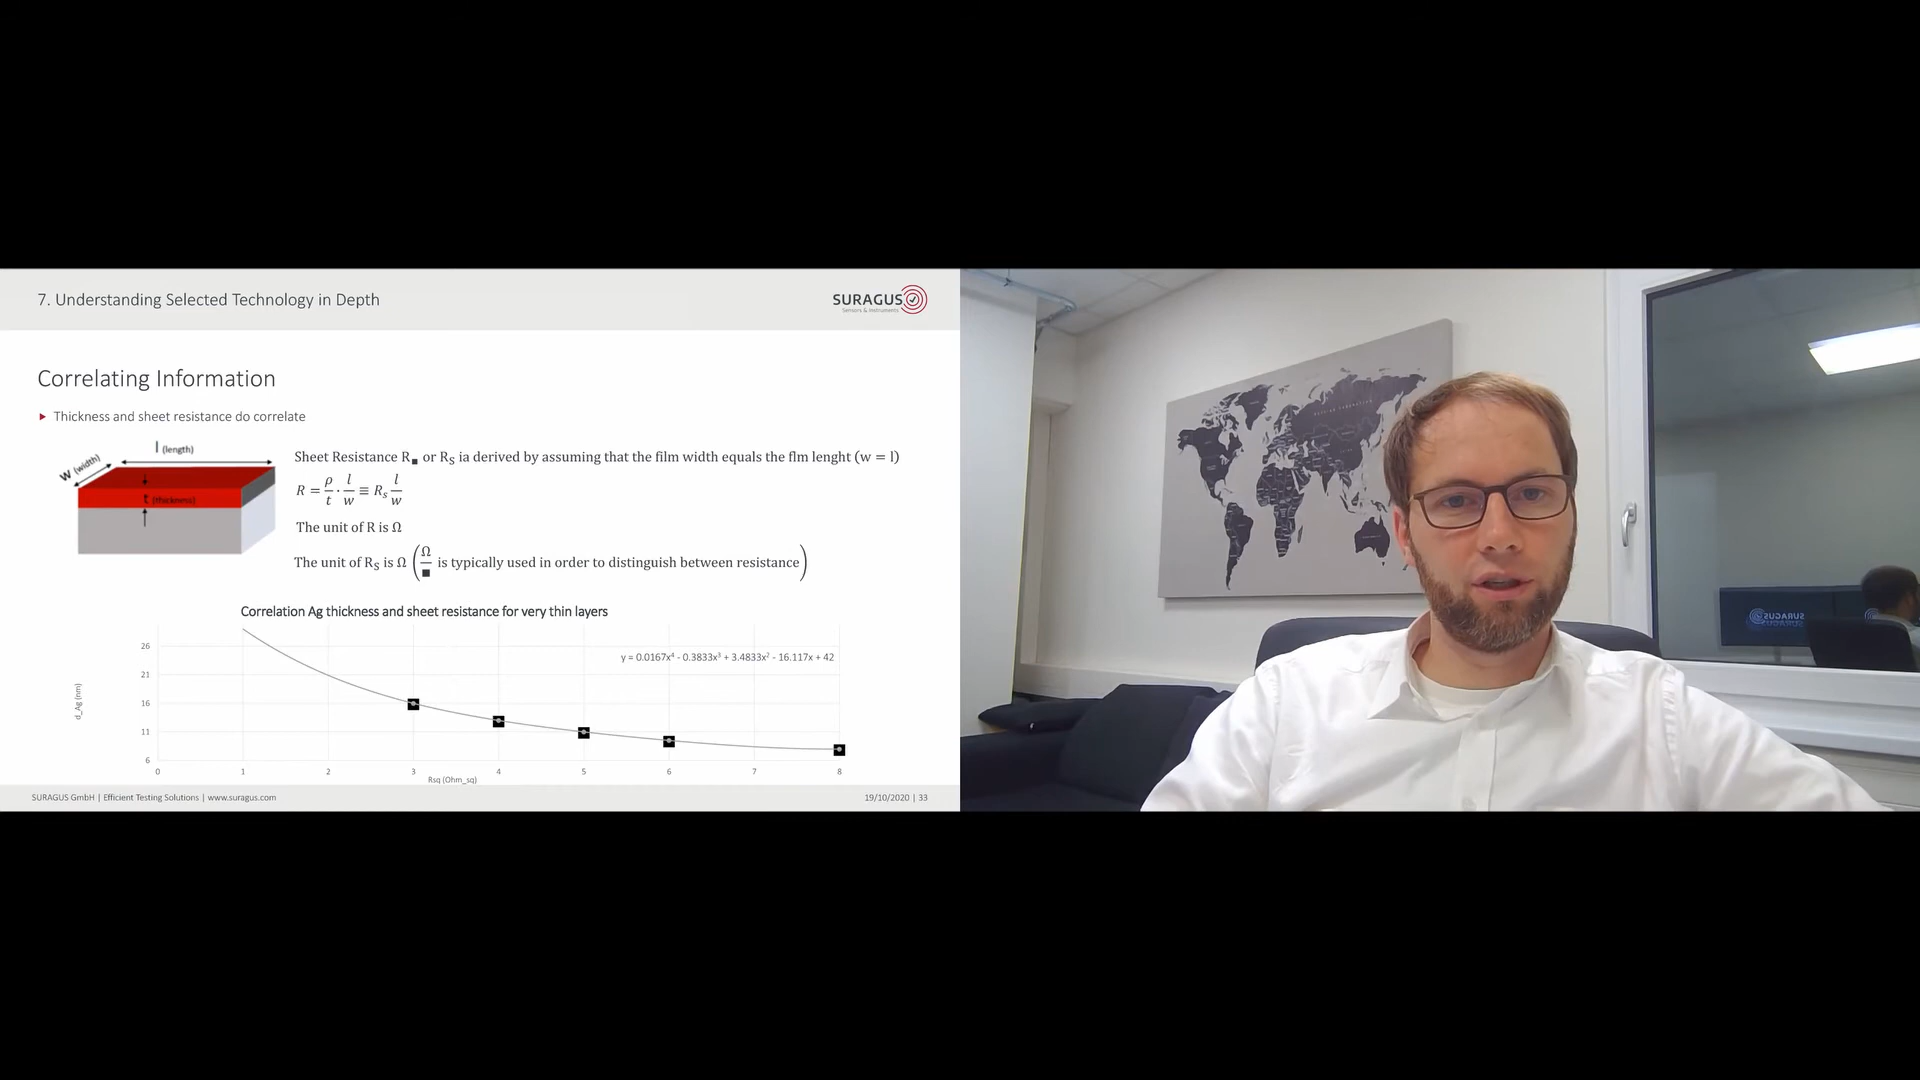 7. Understanding Selected Technology in Depth
SURAGUS
Sensors & Instruments
Correlating Information
Thickness and sheet resistance do correlate
l (length)
w (width)
t (thickness)
Sheet Resistance R■ or RS ia derived by assuming that the film width equals the flm lenght (w = l)
R = ρ/t · l/w ≡ Rs l/w
The unit of R is Ω
The unit of RS is Ω (Ω/■ is typically used in order to distinguish between resistance)
Correlation Ag thickness and sheet resistance for very thin layers
y = 0.0167x⁴ - 0.3833x³ + 3.4833x² - 16.117x + 42
d_Ag (nm)
26
21
16
11
6
0 1 2 3 4 5 6 7 8
Rsq (Ohm_sq)
SURAGUS GmbH | Efficient Testing Solutions | www.suragus.com
19/10/2020 | 33